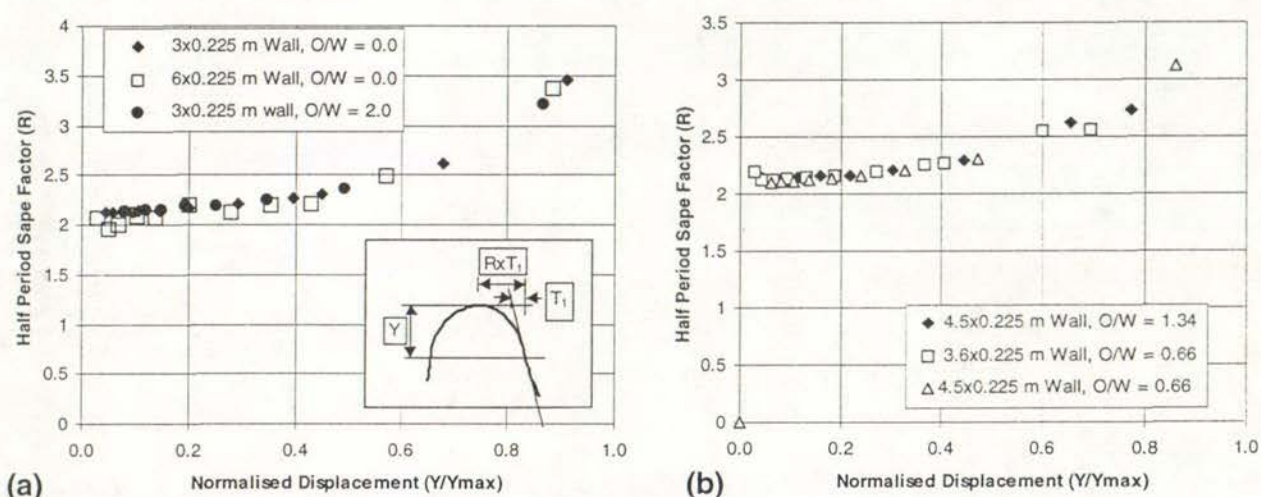 4
3.5
3
2.5
2
1.5
1
0.5
0
Half Period Sape Factor (R)
3x0.225 m Wall, O/W = 0.0
6x0.225 m Wall, O/W = 0.0
3x0.225 m wall, O/W = 2.0
RxT₁
T₁
Y
0.0 0.2 0.4 0.6 0.8 1.0
Normalised Displacement (Y/Ymax)
(a)
3.5
3
2.5
2
1.5
1
0.5
0
Half Period Sape Factor (R)
4.5x0.225 m Wall, O/W = 1.34
3.6x0.225 m Wall, O/W = 0.66
4.5x0.225 m Wall, O/W = 0.66
0.0 0.2 0.4 0.6 0.8 1.0
Normalised Displacement (Y/Ymax)
(b)